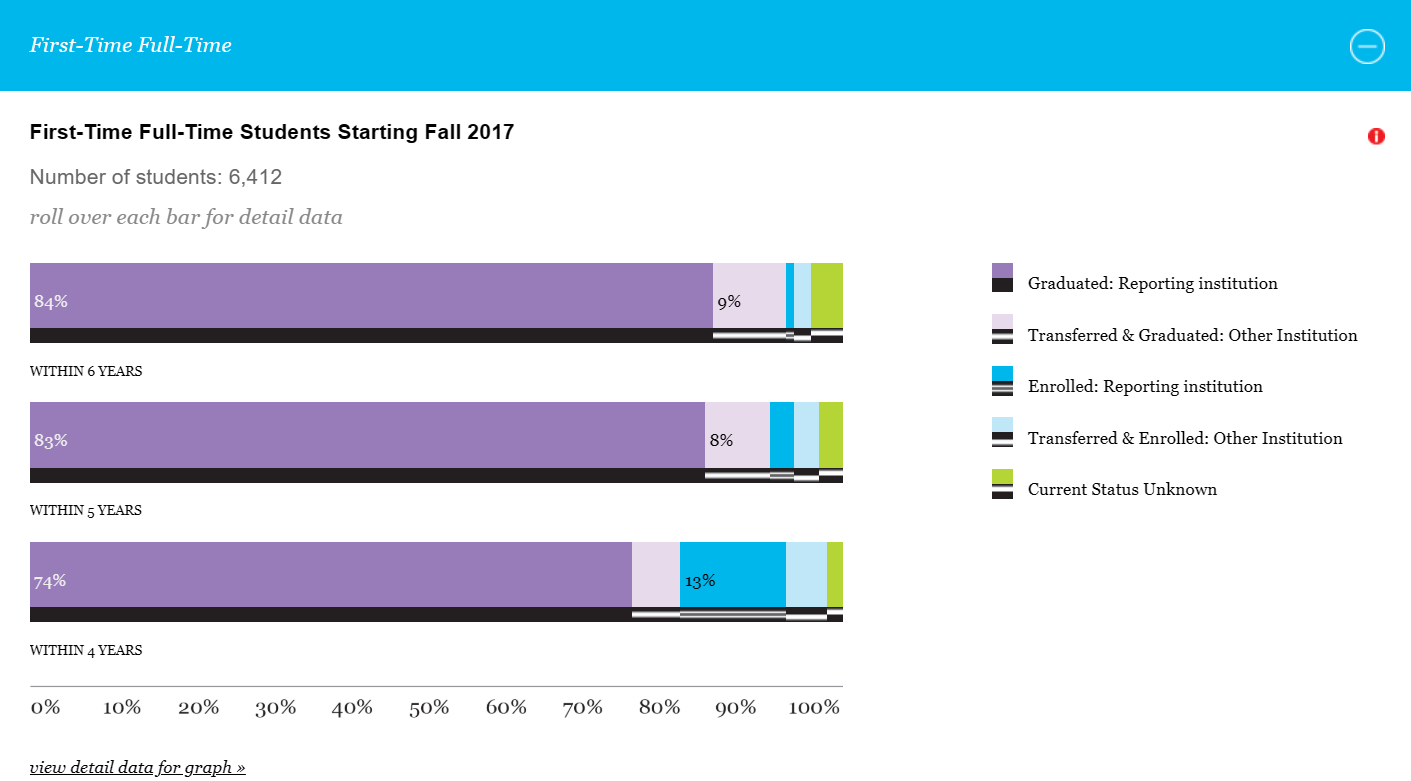 First-Time Full-Time
First-Time Full-Time Students Starting Fall 2017
Number of students: 6,412
roll over each bar for detail data
84% 9%
WITHIN 6 YEARS
83% 8%
WITHIN 5 YEARS
74% 13%
WITHIN 4 YEARS
0% 10% 20% 30% 40% 50% 60% 70% 80% 90% 100%
view detail data for graph »
Graduated: Reporting institution
Transferred & Graduated: Other Institution
Enrolled: Reporting institution
Transferred & Enrolled: Other Institution
Current Status Unknown